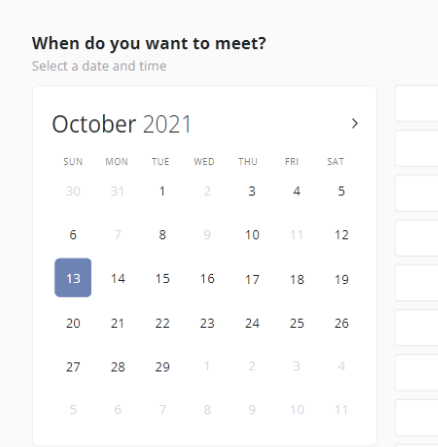 When do you want to meet?
Select a date and time
October 2021 >
SUN MON TUE WED THU FRI SAT
30 31 1 2 3 4 5
6 7 8 9 10 11 12
13 14 15 16 17 18 19
20 21 22 23 24 25 26
27 28 29 1 2 3 4
5 6 7 8 9 10 11